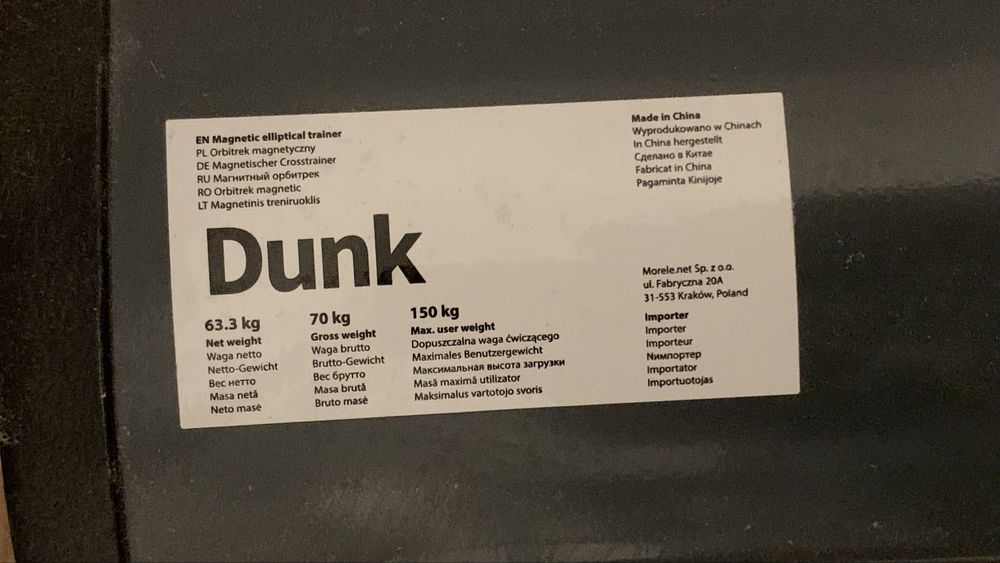 EN Magnetic elliptical trainer
PL Orbitrek magnetyczny
DE Magnetischer Crosstrainer
RU Магнитный орбитрек
RO Orbitrek magnetic
LT Magnetinis treniruoklis
Made in China
Wyprodukowano w Chinach
In China hergestellt
Сделано в Китае
Fabricat in China
Pagaminta Kinijoje
Dunk
63.3 kg
Net weight
Waga netto
Netto-Gewicht
Вес нетто
Masa netă
Neto masė
70 kg
Gross weight
Waga brutto
Brutto-Gewicht
Вес брутто
Masa brută
Bruto masė
150 kg
Max. user weight
Dopuszczalna waga ćwiczącego
Maximales Benutzergewicht
Максимальная высота загрузки
Masă maximă utilizator
Maksimalus vartotojo svoris
Morele.net Sp. z o.o.
ul. Fabryczna 20A
31-553 Kraków, Poland
Importer
Importer
Importeur
Nимпортер
Importator
Importuotojas